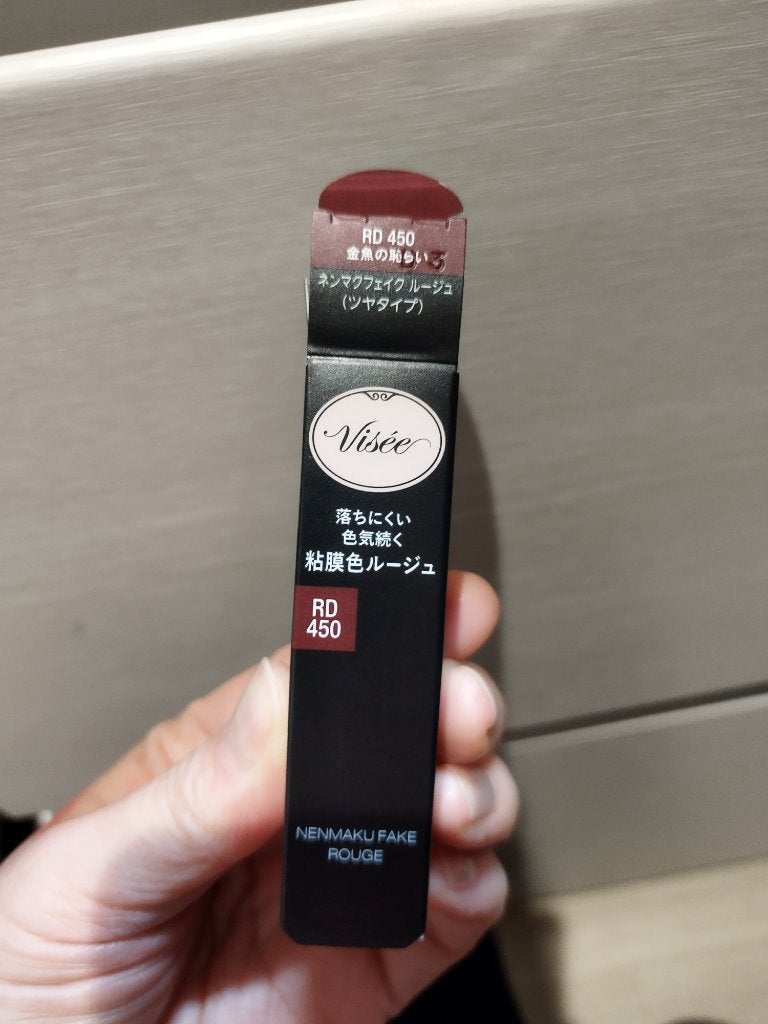 RD 450
金魚の恥らい
ネンマクフェイク ルージュ
(ツヤタイプ)
Visée
落ちにくい
色気続く
粘膜色ルージュ
RD
450
NENMAKU FAKE
ROUGE